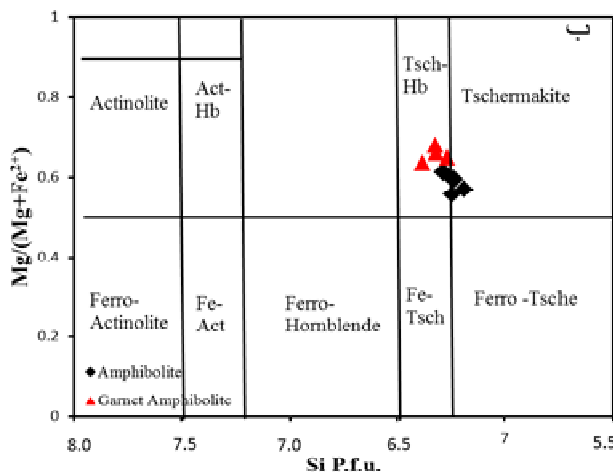 ب-
1
0.8
0.6
0.4
0.2
0
Mg/(Mg+Fe²⁺)
Actinolite
Act-
Hb
Tsch-
Hb
Tschermakite
Ferro-
Actinolite
Fe-
Act
Ferro-
Hornblende
Fe-
Tsch
Ferro -Tsche
Amphibolite
Garnet Amphibolite
8.0
7.5
7.0
6.5
7
5.5
Si P.f.u.